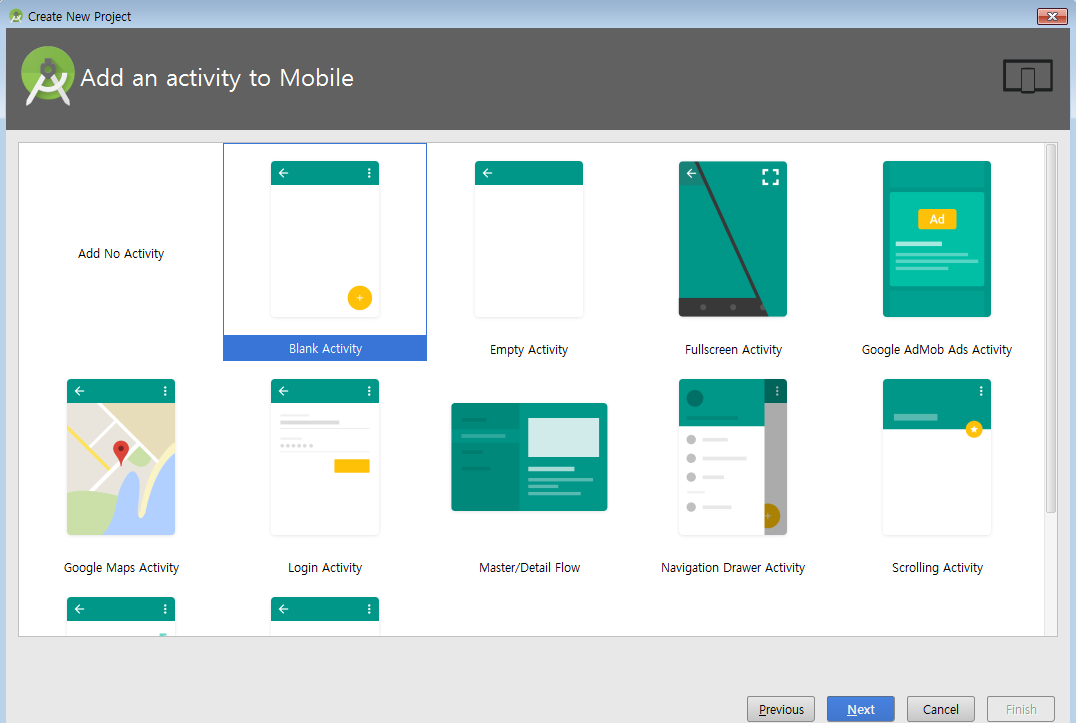 Create New Project
Add an activity to Mobile
Add No Activity
Blank Activity
Empty Activity
Fullscreen Activity
Ad
Google AdMob Ads Activity
Google Maps Activity
Login Activity
Master/Detail Flow
Navigation Drawer Activity
Scrolling Activity
Previous
Next
Cancel
Finish